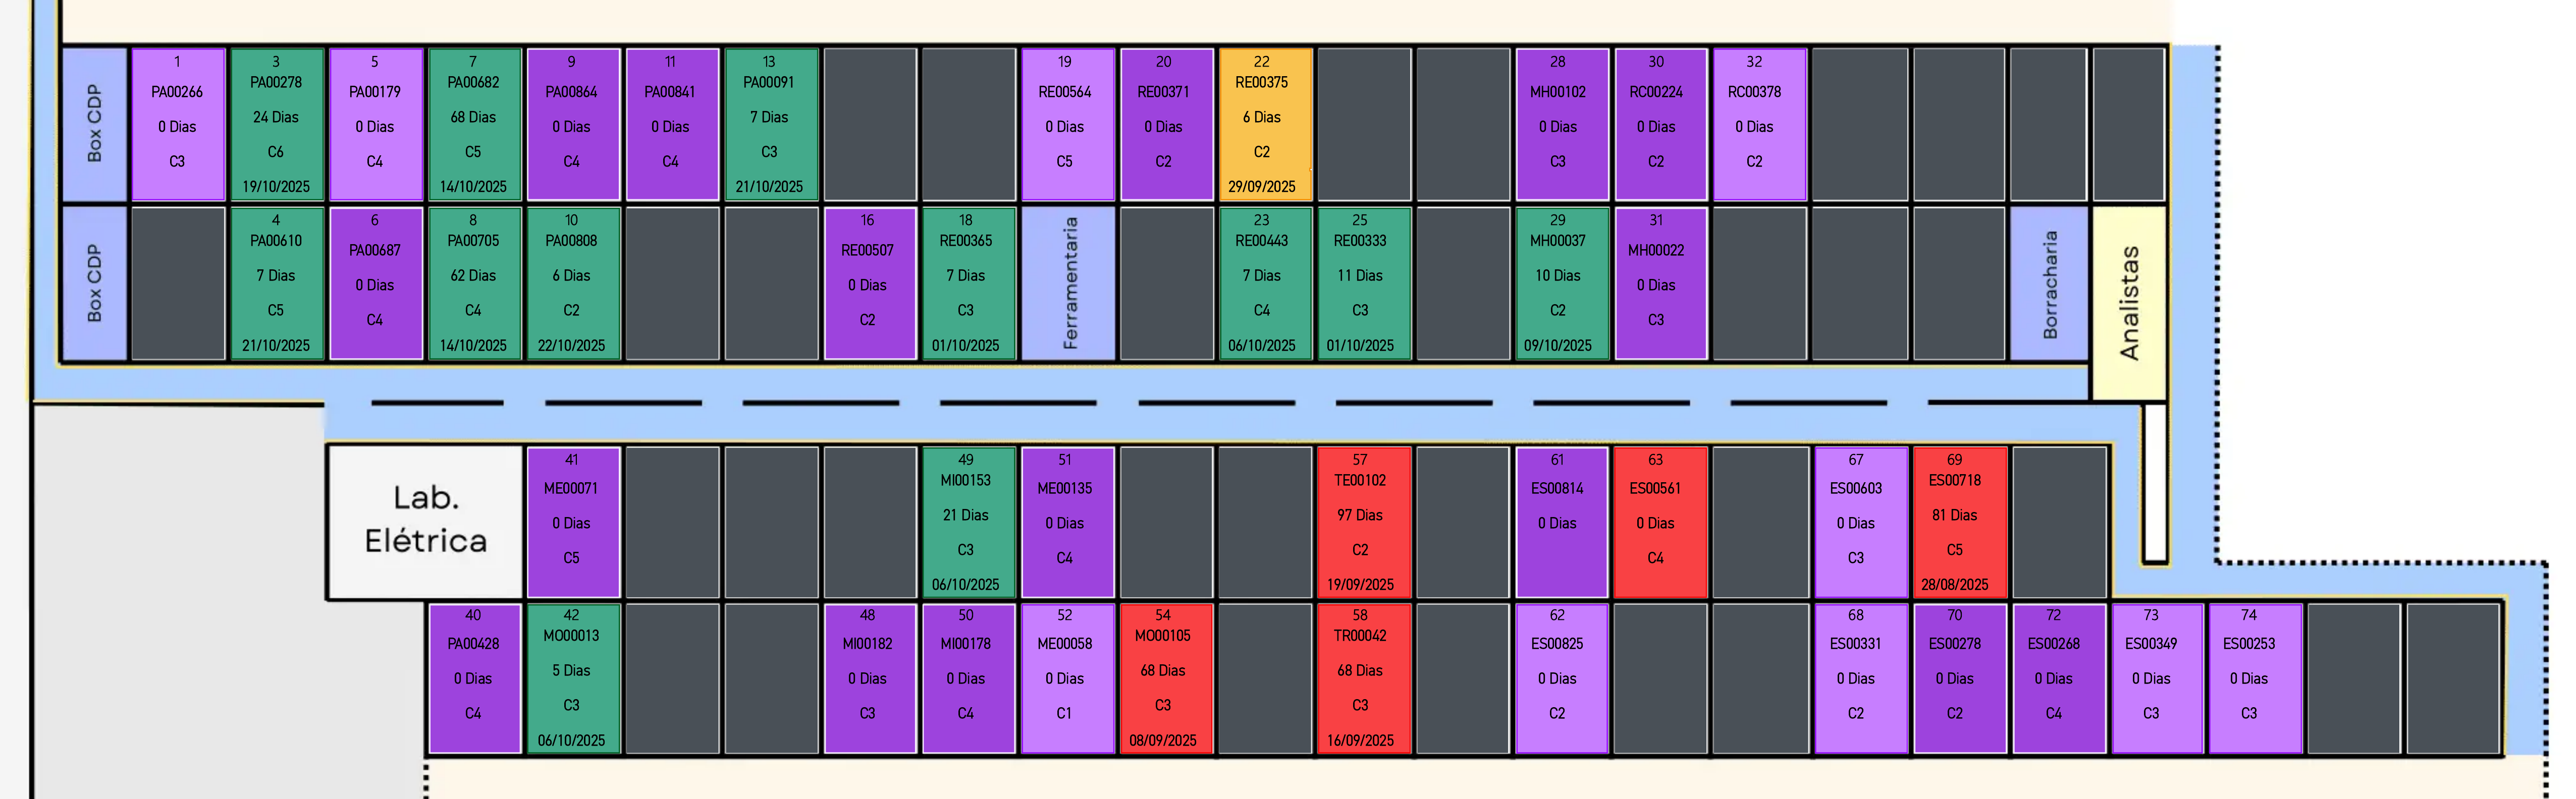 Box CDP
1
PA00266
0 Dias
C3
3
PA00278
24 Dias
C6
19/10/2025
5
PA00179
0 Dias
C4
7
PA00682
68 Dias
C5
14/10/2025
9
PA00864
0 Dias
C4
11
PA00841
0 Dias
C4
13
PA00091
7 Dias
C3
21/10/2025
19
RE00564
0 Dias
C5
20
RE00371
0 Dias
C2
22
RE00375
6 Dias
C2
29/09/2025
28
MH00102
0 Dias
C3
30
RC00224
0 Dias
C2
32
RC00378
0 Dias
C2
Box CDP
4
PA00610
7 Dias
C5
21/10/2025
6
PA00687
0 Dias
C4
8
PA00705
62 Dias
C4
14/10/2025
10
PA00808
6 Dias
C2
22/10/2025
16
RE00507
0 Dias
C2
18
RE00365
7 Dias
C3
01/10/2025
Ferramentaria
23
RE00443
7 Dias
C4
06/10/2025
25
RE00333
11 Dias
C3
01/10/2025
29
MH00037
10 Dias
C2
09/10/2025
31
MH00022
0 Dias
C3
Borracharia
Analistas
Lab.
Elétrica
41
ME00071
0 Dias
C5
49
MI00153
21 Dias
C3
06/10/2025
51
ME00135
0 Dias
C4
57
TE00102
97 Dias
C2
19/09/2025
61
ES00814
0 Dias
63
ES00561
0 Dias
C4
67
ES00603
0 Dias
C3
69
ES00718
81 Dias
C5
28/08/2025
40
PA00428
0 Dias
C4
42
MO00013
5 Dias
C3
06/10/2025
48
MI00182
0 Dias
C3
50
MI00178
0 Dias
C4
52
ME00058
0 Dias
C1
54
MO00105
68 Dias
C3
08/09/2025
58
TR00042
68 Dias
C3
16/09/2025
62
ES00825
0 Dias
C2
68
ES00331
0 Dias
C2
70
ES00278
0 Dias
C2
72
ES00268
0 Dias
C4
73
ES00349
0 Dias
C3
74
ES00253
0 Dias
C3